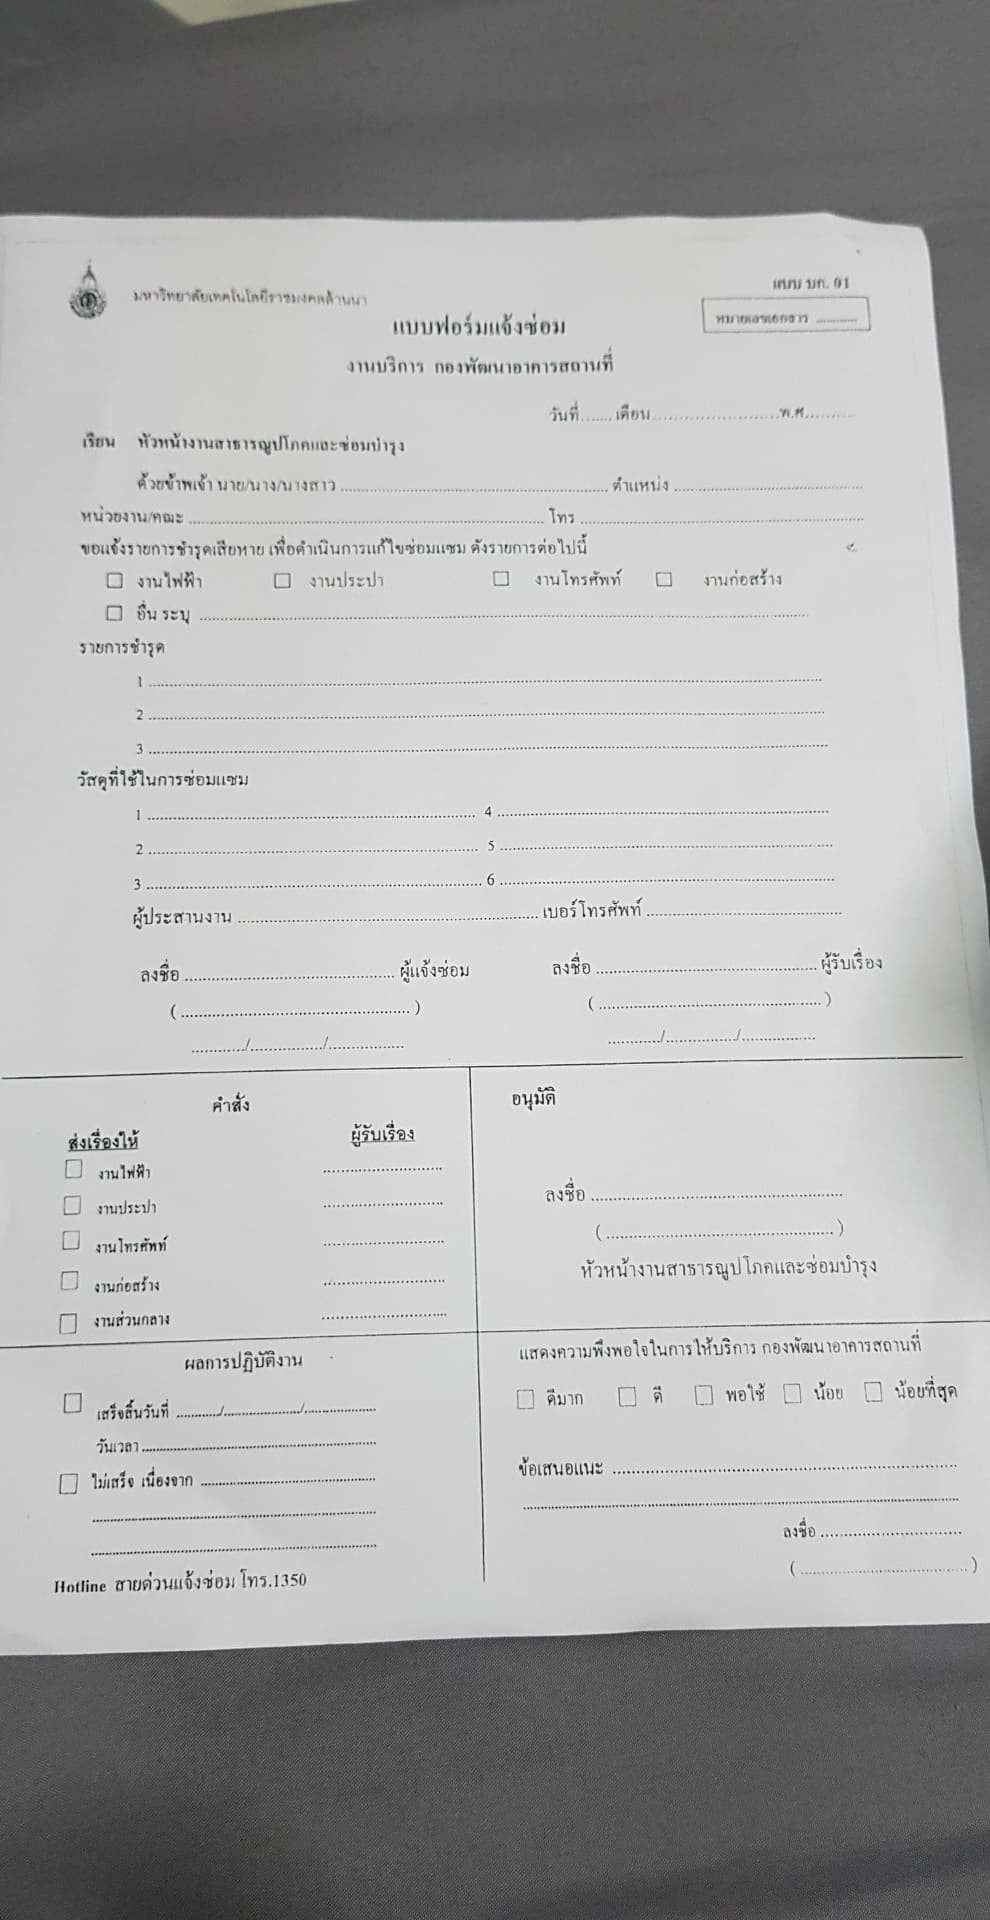 มหาวิทยาลัยเทคโนโลยีราชมงคลล้านนา
แบบ บก. 01
หมายเลขเอกสาร ............
แบบฟอร์มแจ้งซ่อม
งานบริการ กองพัฒนาอาคารสถานที่
วันที่....... เดือน..........................พ.ศ...........
เรียน หัวหน้างานสาธารณูปโภคและซ่อมบำรุง
ด้วยข้าพเจ้า นาย/นาง/นางสาว ............................................................... ตำแหน่ง .............................................
หน่วยงาน/คณะ ..................................................................................... โทร ....................................................................
ขอแจ้งรายการชำรุดเสียหาย เพื่อดำเนินการแก้ไขซ่อมแซม ดังรายการต่อไปนี้
☐ งานไฟฟ้า ☐ งานประปา ☐ งานโทรศัพท์ ☐ งานก่อสร้าง
☐ อื่น ระบุ ....................................................................................................................................
รายการชำรุด
1 ....................................................................................................................................
2 ....................................................................................................................................
3 ....................................................................................................................................
วัสดุที่ใช้ในการซ่อมแซม
1 .............................................................................. 4 ..............................................................................
2 .............................................................................. 5 ..............................................................................
3 .............................................................................. 6 ..............................................................................
ผู้ประสานงาน ....................................................................... เบอร์โทรศัพท์ ..............................................
ลงชื่อ .................................................. ผู้แจ้งซ่อม ลงชื่อ .................................................... ผู้รับเรื่อง
( ...................................................... ) ( .................................................... )
............./................./.................. ............./................./..................
คำสั่ง
ส่งเรื่องให้ ผู้รับเรื่อง
☐ งานไฟฟ้า ............................
☐ งานประปา ............................
☐ งานโทรศัพท์ ............................
☐ งานก่อสร้าง ............................
☐ งานส่วนกลาง ............................
อนุมัติ
ลงชื่อ ......................................................
( ................................................ )
หัวหน้างานสาธารณูปโภคและซ่อมบำรุง
ผลการปฏิบัติงาน
☐ เสร็จสิ้นวันที่ .........../.................../.................
วันเวลา ........................................................
☐ ไม่เสร็จ เนื่องจาก ..........................................
....................................................................
....................................................................
Hotline สายด่วนแจ้งซ่อม โทร.1350
แสดงความพึงพอใจในการให้บริการ กองพัฒนาอาคารสถานที่
☐ ดีมาก ☐ ดี ☐ พอใช้ ☐ น้อย ☐ น้อยที่สุด
ข้อเสนอแนะ ..........................................................................
....................................................................................................
ลงชื่อ ..............................
( ...................................... )